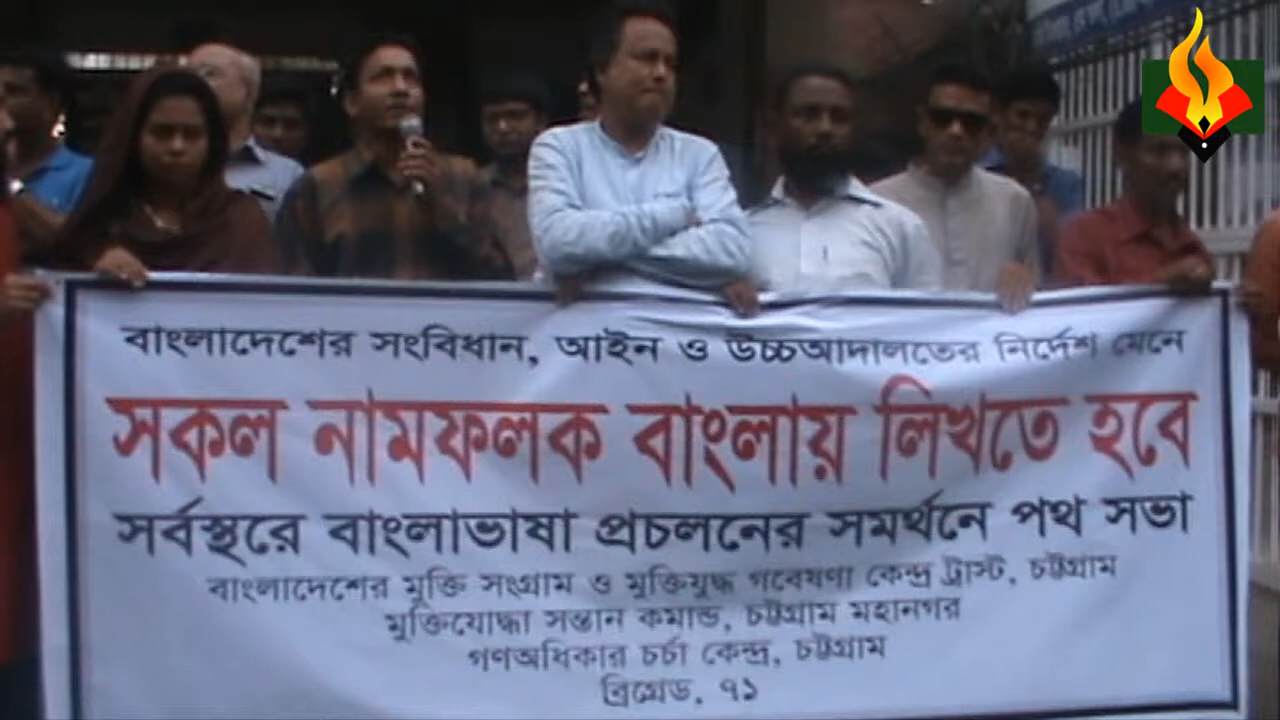 বাংলাদেশের সংবিধান, আইন ও উচ্চআদালতের নির্দেশ মেনে
সকল নামফলক বাংলায় লিখতে হবে
সর্বস্থরে বাংলাভাষা প্রচলনের সমর্থনে পথ সভা
বাংলাদেশের মুক্তি সংগ্রাম ও মুক্তিযুদ্ধ গবেষণা কেন্দ্র ট্রাস্ট, চট্টগ্রাম
মুক্তিযোদ্ধা সন্তান কমান্ড, চট্টগ্রাম মহানগর
গণঅধিকার চর্চা কেন্দ্র, চট্টগ্রাম
ব্রিগ্রেড, ৭১